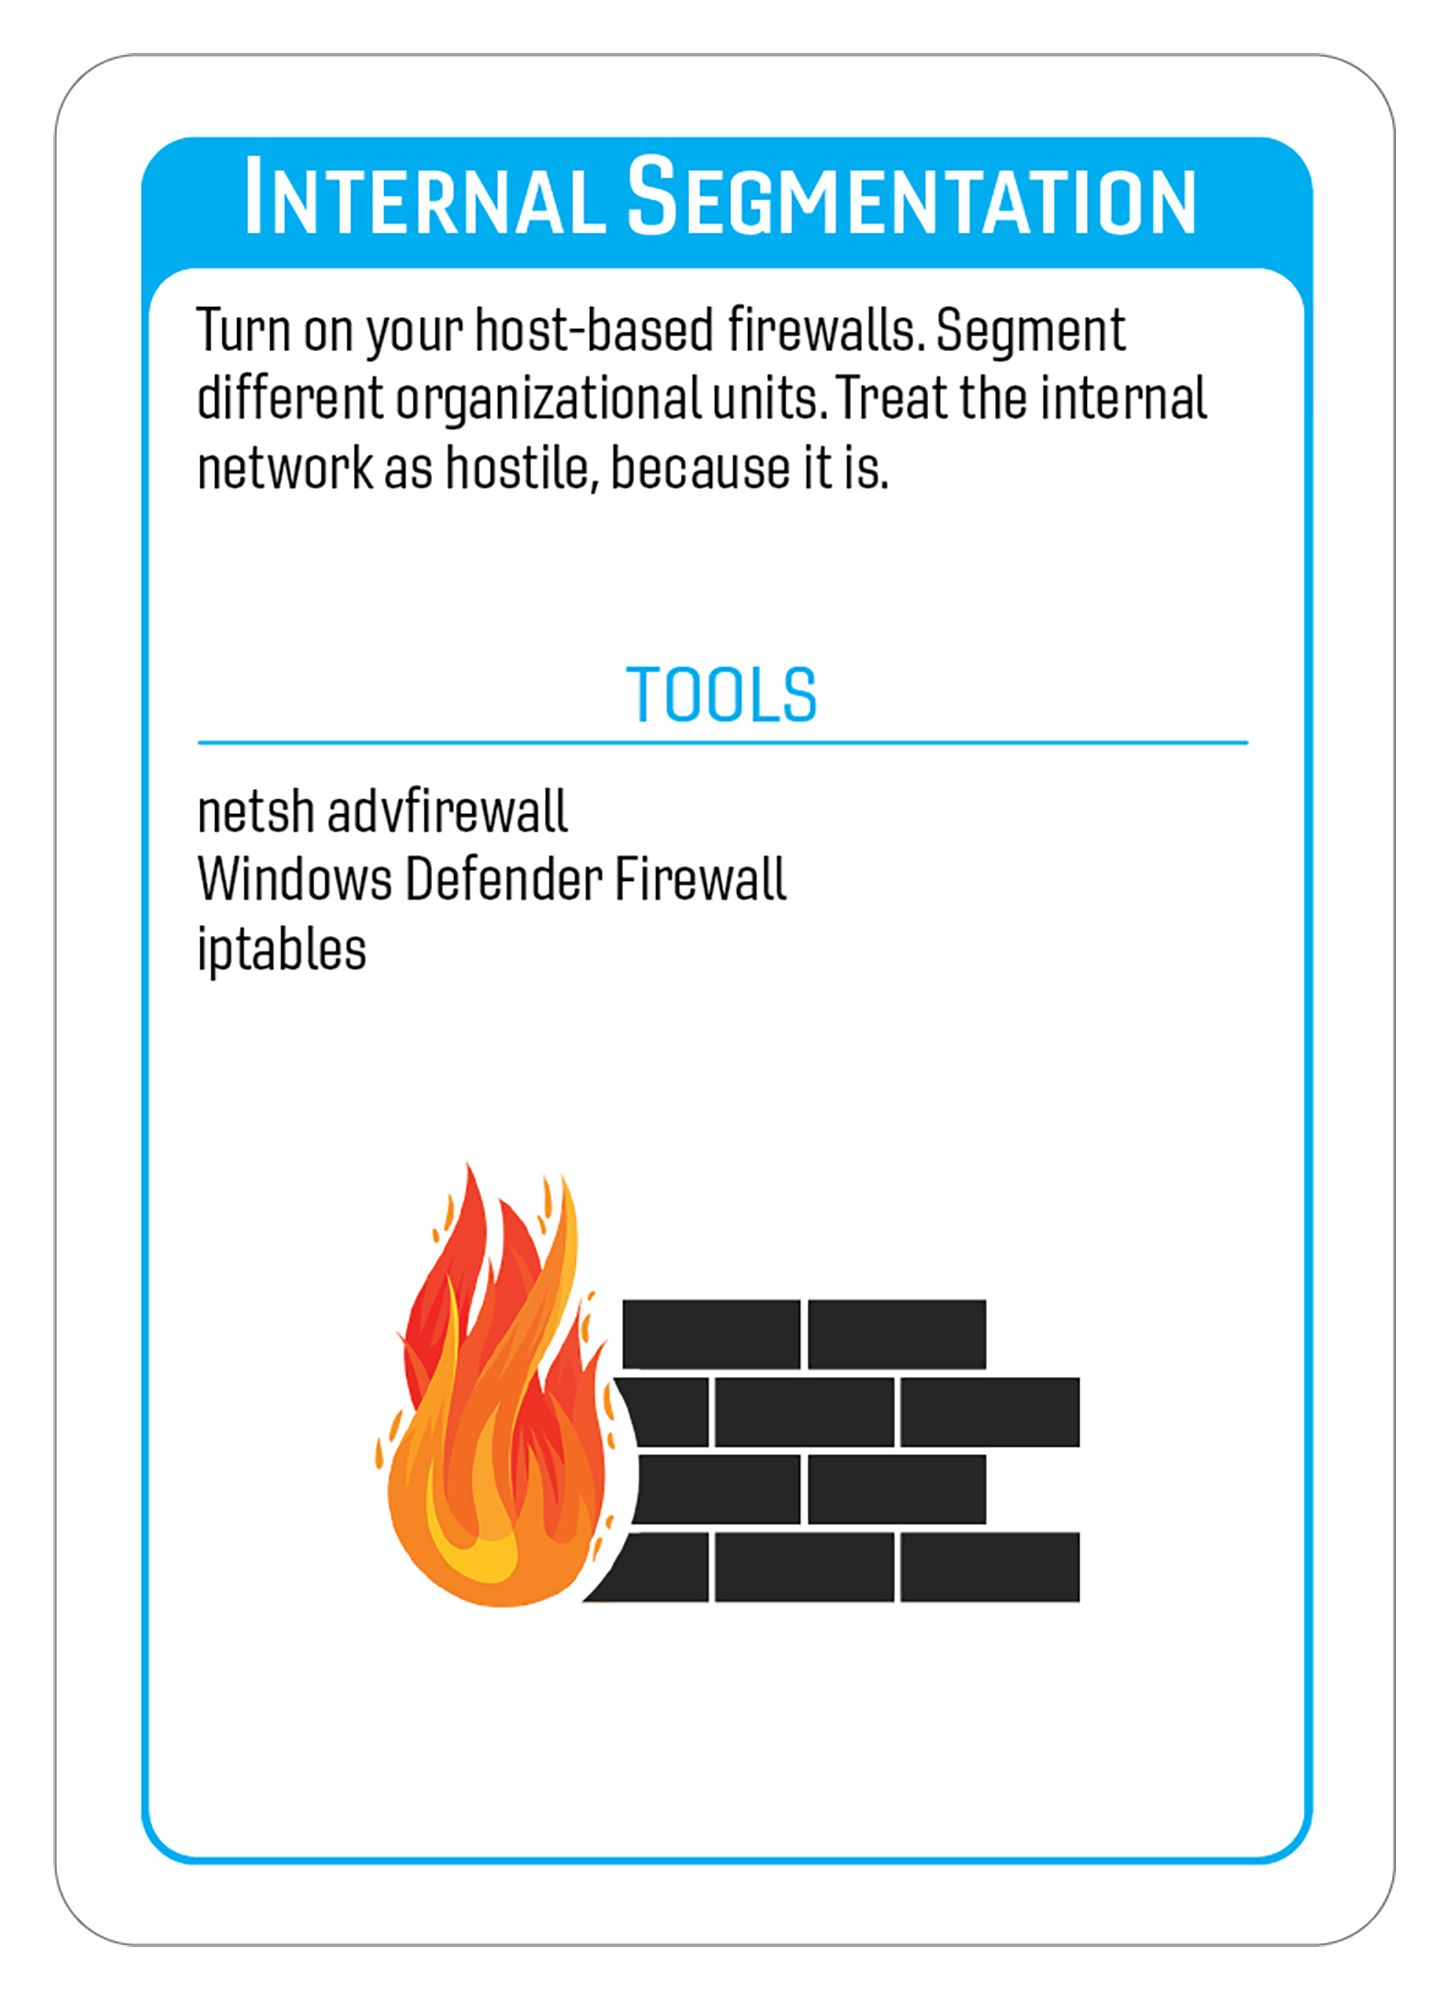 INTERNAL SEGMENTATION
Turn on your host-based firewalls. Segment
different organizational units. Treat the internal
network as hostile, because it is.
TOOLS
netsh advfirewall
Windows Defender Firewall
iptables